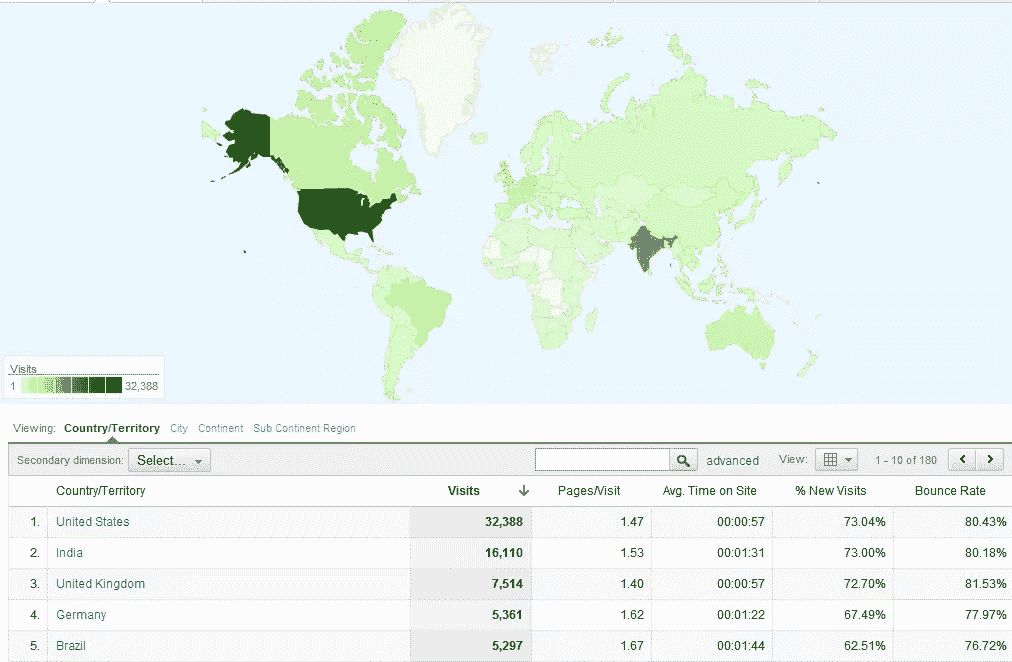 Visits
1 32,388
Viewing: Country/Territory City Continent Sub Continent Region
Secondary dimension: Select... advanced View: 1 - 10 of 180
Country/Territory Visits Pages/Visit Avg. Time on Site % New Visits Bounce Rate
1. United States 32,388 1.47 00:00:57 73.04% 80.43%
2. India 16,110 1.53 00:01:31 73.00% 80.18%
3. United Kingdom 7,514 1.40 00:00:57 72.70% 81.53%
4. Germany 5,361 1.62 00:01:22 67.49% 77.97%
5. Brazil 5,297 1.67 00:01:44 62.51% 76.72%